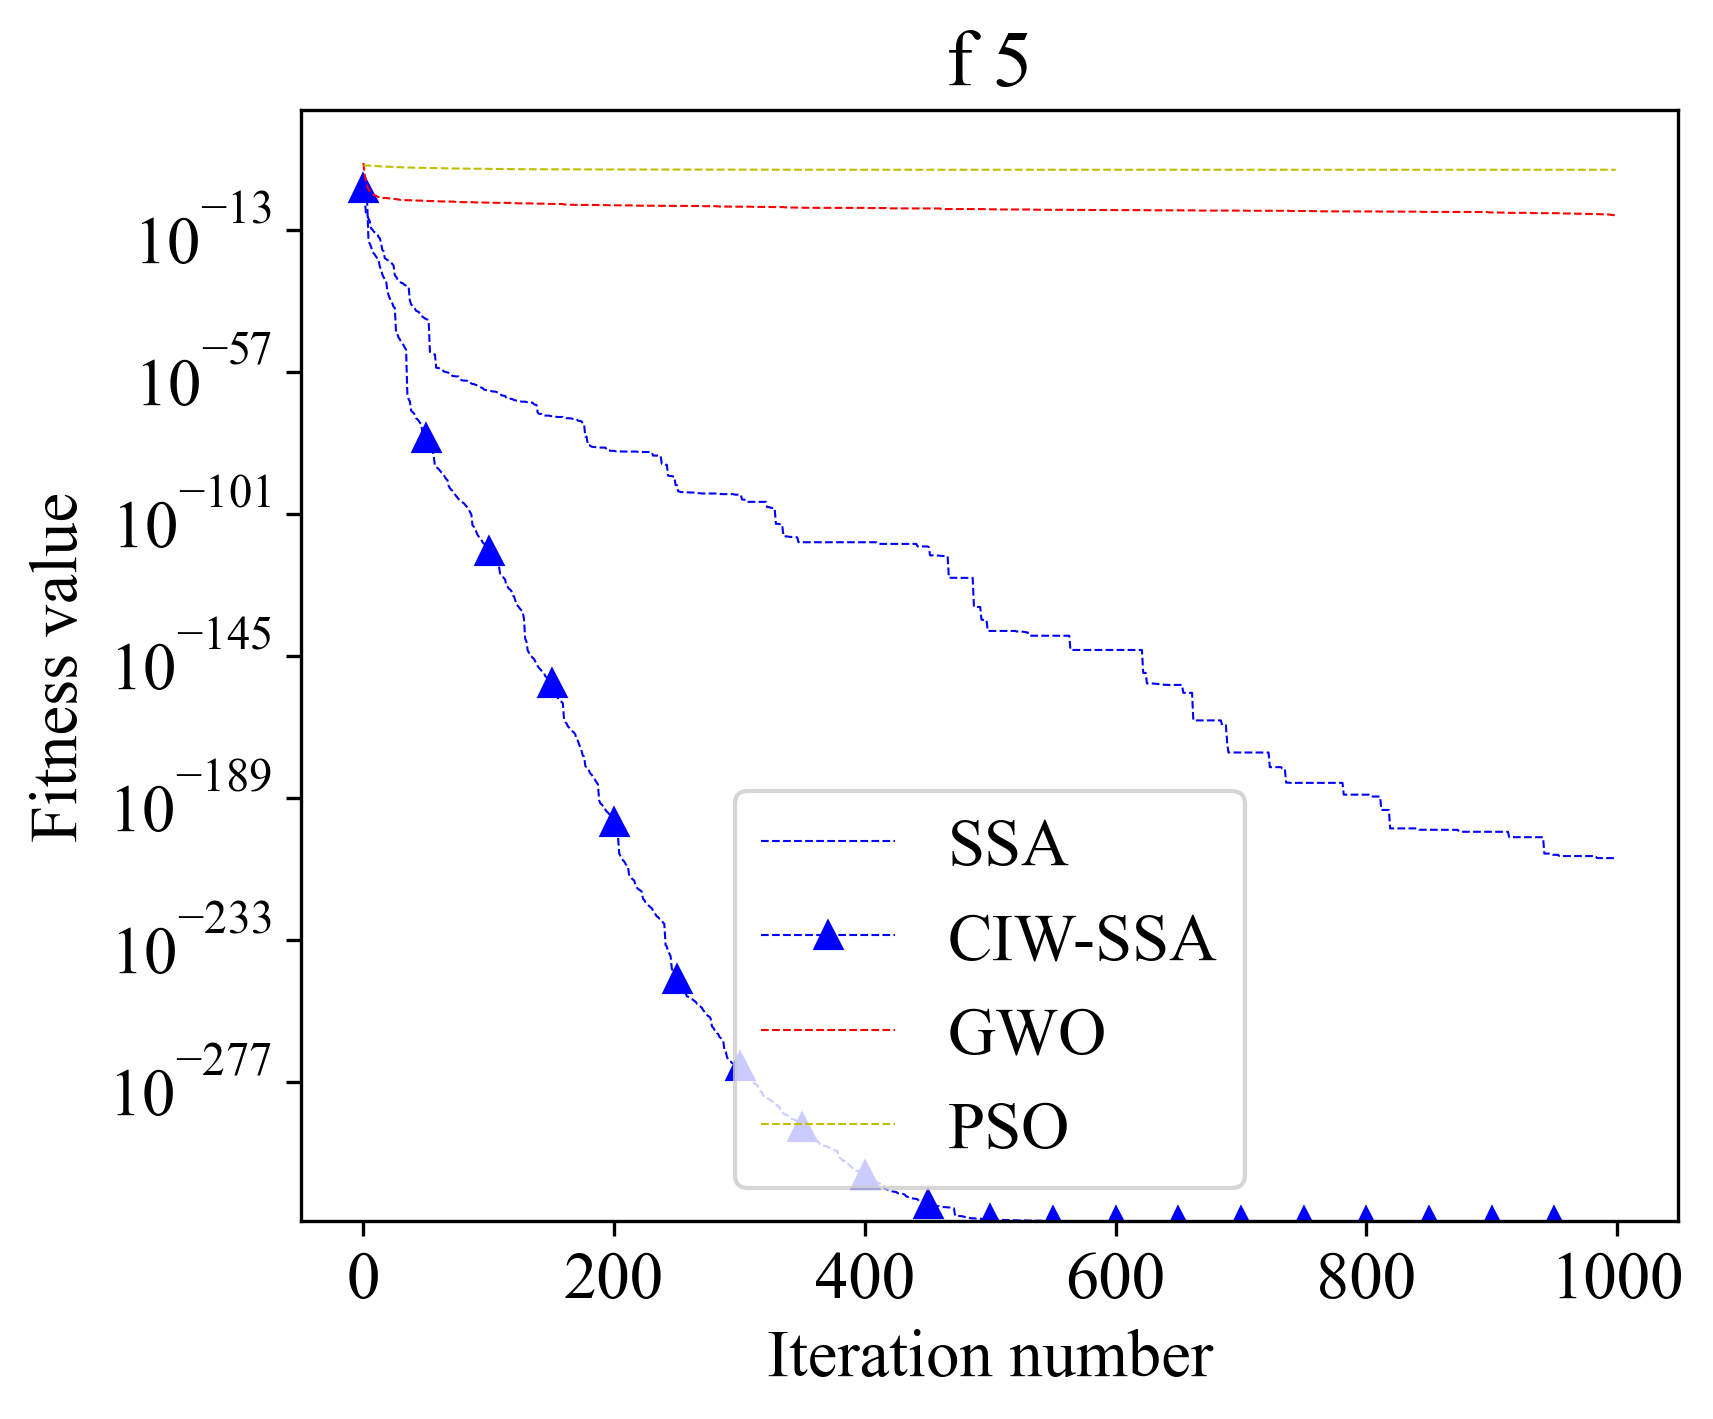 f 5
Fitness value
10^−13
10^−57
10^−101
10^−145
10^−189
10^−233
10^−277
SSA
CIW-SSA
GWO
PSO
0 200 400 600 800 1000
Iteration number